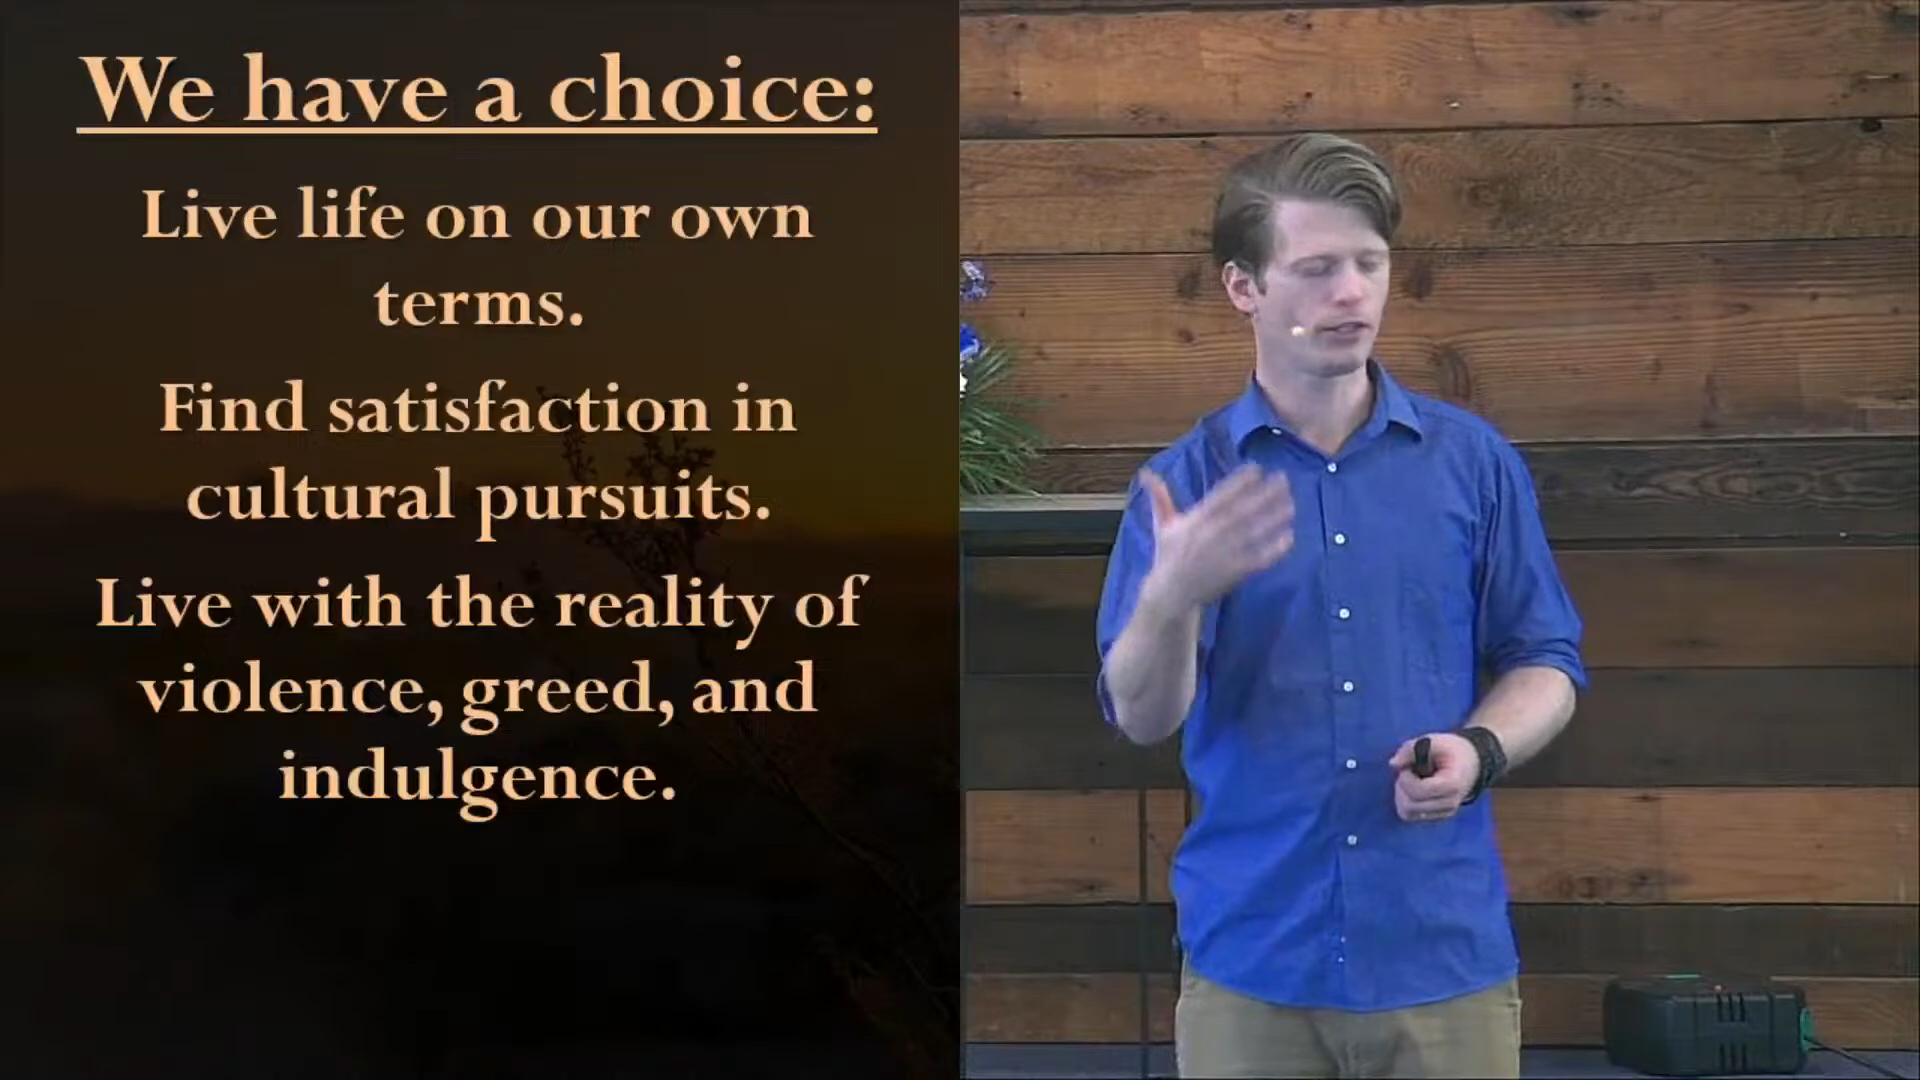 We have a choice:
Live life on our own
terms.
Find satisfaction in
cultural pursuits.
Live with the reality of
violence, greed, and
indulgence.